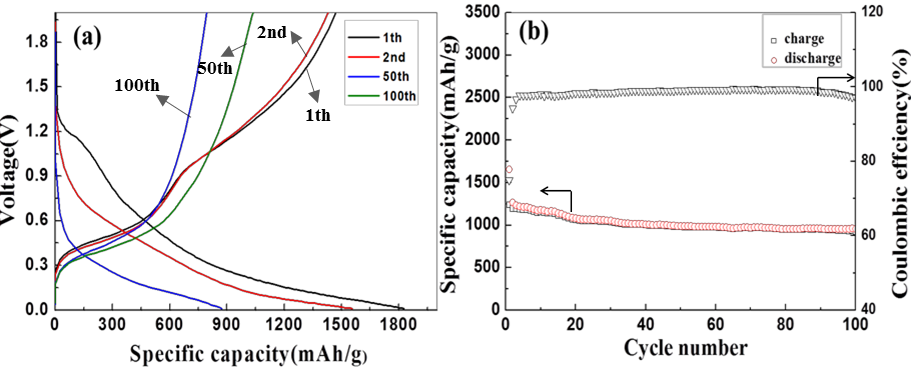 (a)
1th
2nd
50th
100th
2nd
50th
100th
1th
Voltage(V)
1.8
1.5
1.2
0.9
0.6
0.3
0.0
0 300 600 900 1200 1500 1800
Specific capacity(mAh/g)
(b)
charge
discharge
Specific capacity(mAh/g)
3500
3000
2500
2000
1500
1000
500
0
Coulombic effciency(%)
120
100
80
60
40
0 20 40 60 80 100
Cycle number